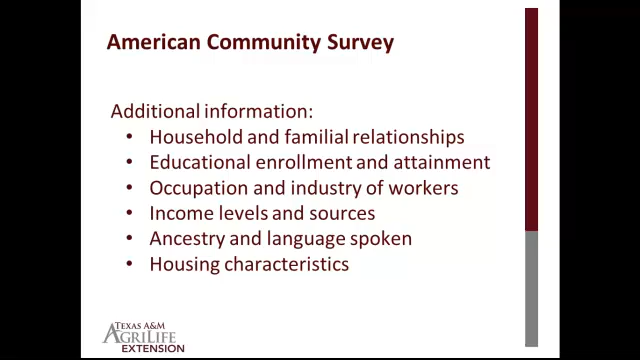 American Community Survey
Additional information:
• Household and familial relationships
• Educational enrollment and attainment
• Occupation and industry of workers
• Income levels and sources
• Ancestry and language spoken
• Housing characteristics
TEXAS A&M
AGRILIFE
EXTENSION